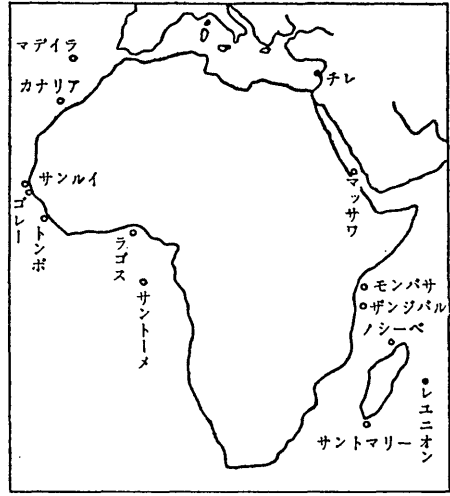 マデイラ
チレ
カナリア
サンルイ
ゴレー
トンボ
ラゴス
サントーメ
マッサワ
モンバサ
ザンジバル
ノシーベ
レユニオン
サントマリー